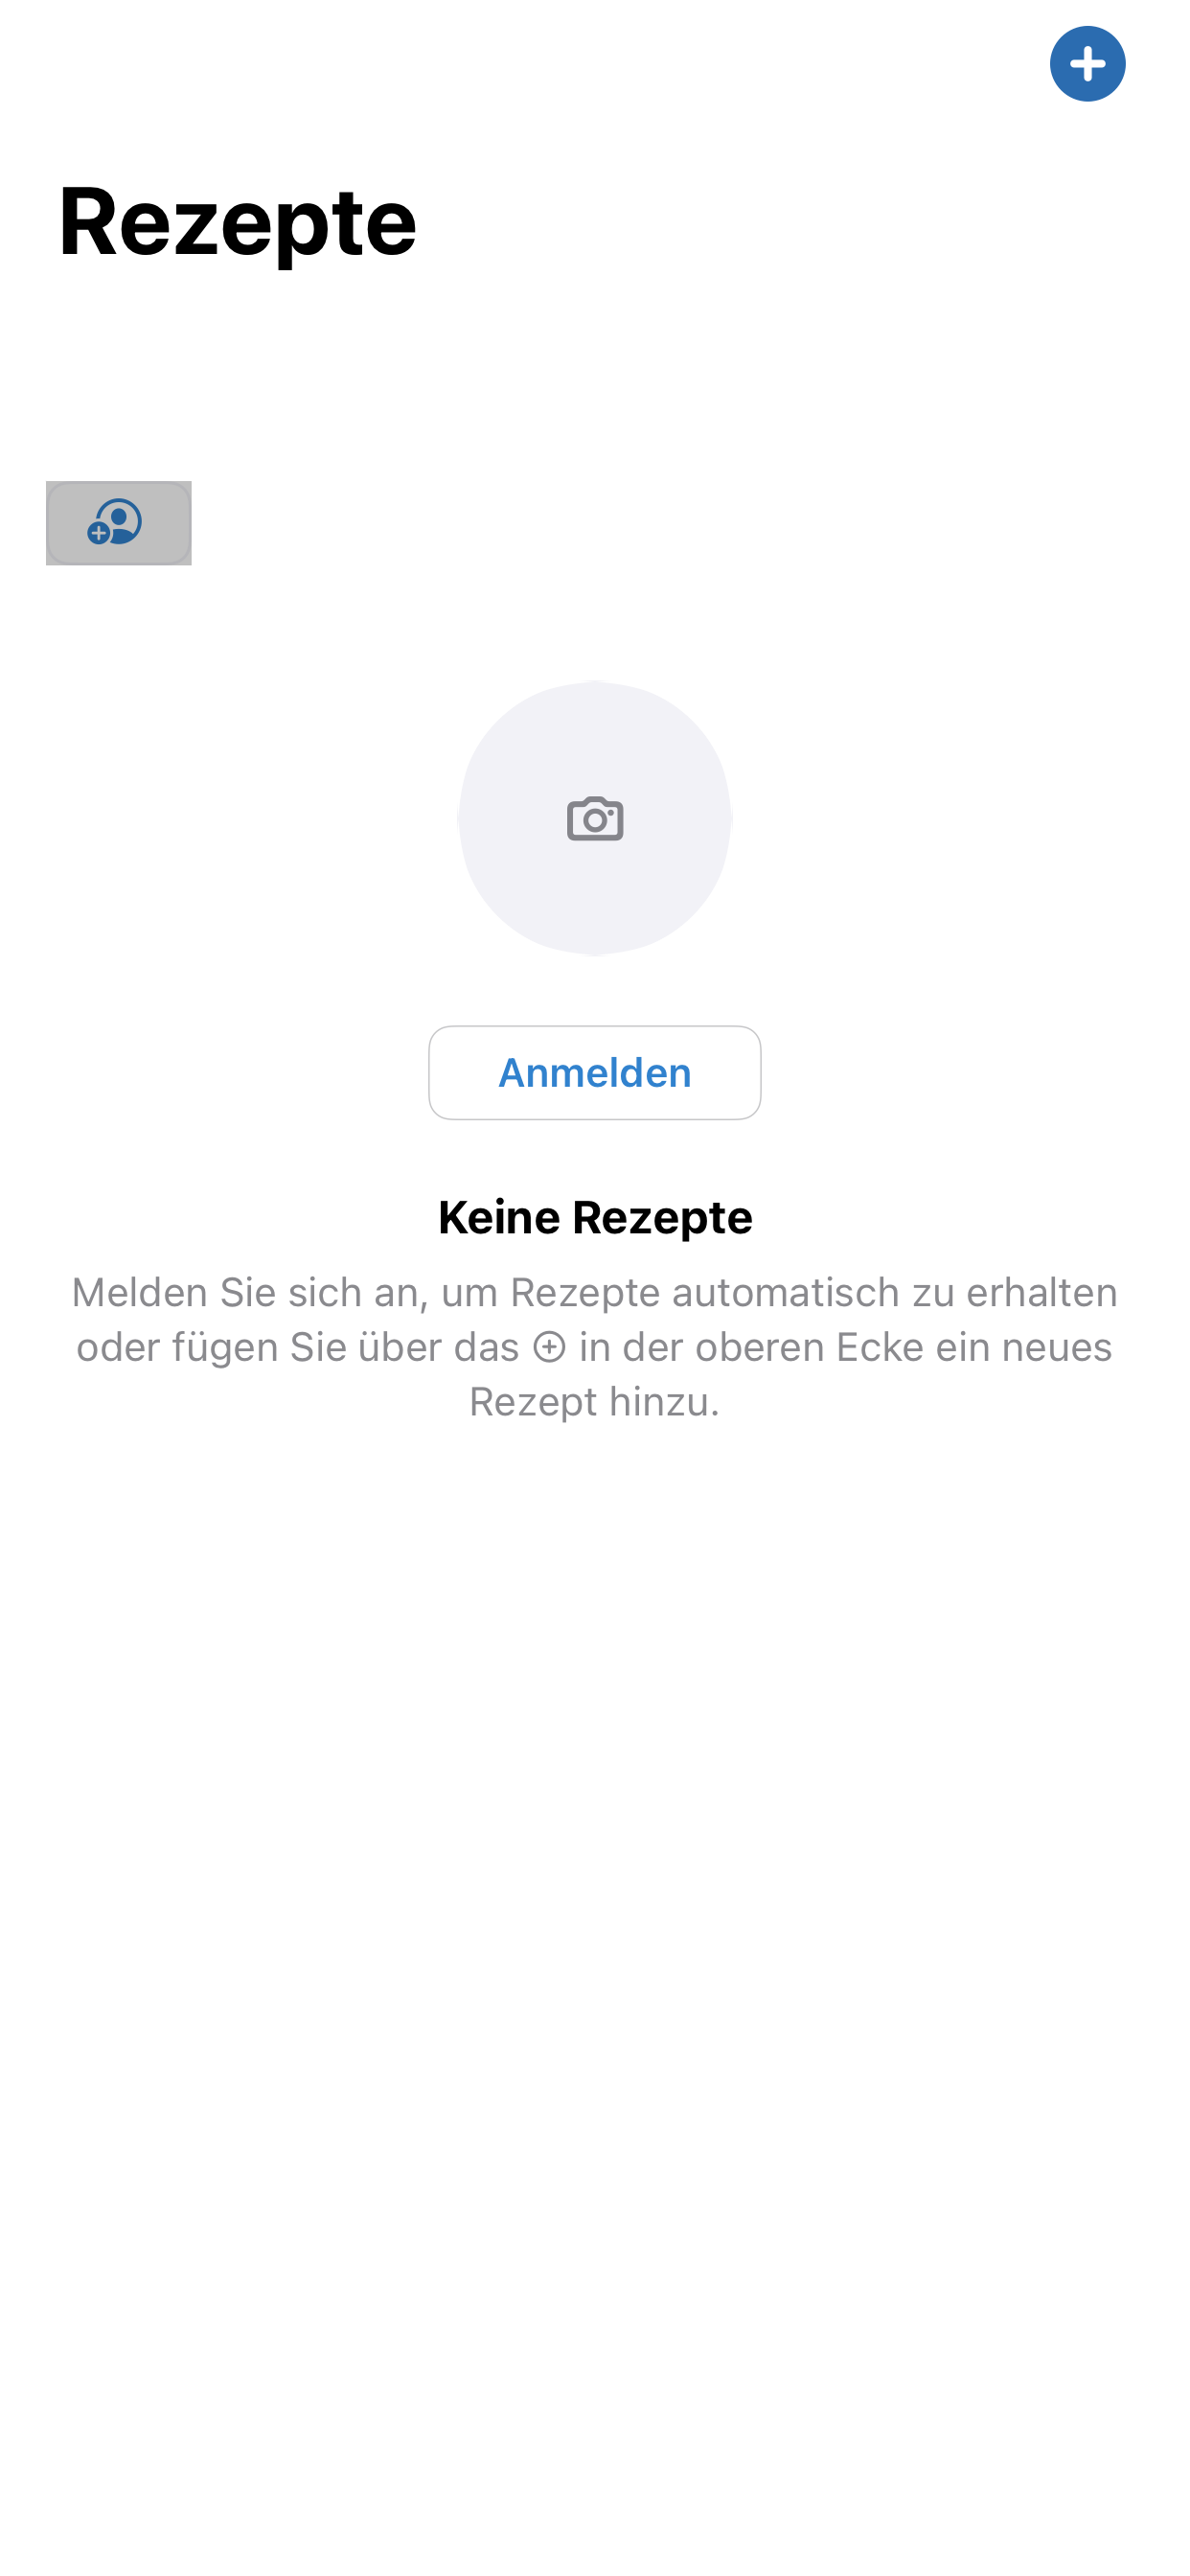 Rezepte
Anmelden
Keine Rezepte
Melden Sie sich an, um Rezepte automatisch zu erhalten
oder fügen Sie über das ⊕ in der oberen Ecke ein neues
Rezept hinzu.